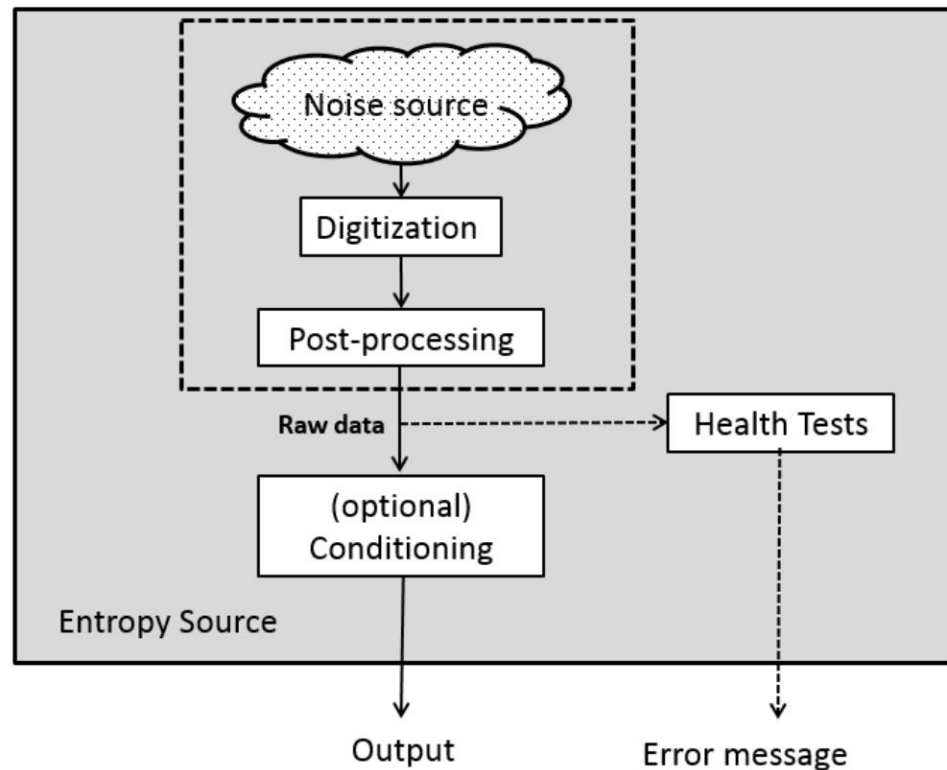 Noise source
Digitization
Post-processing
Raw data
Health Tests
(optional)
Conditioning
Entropy Source
Output
Error message